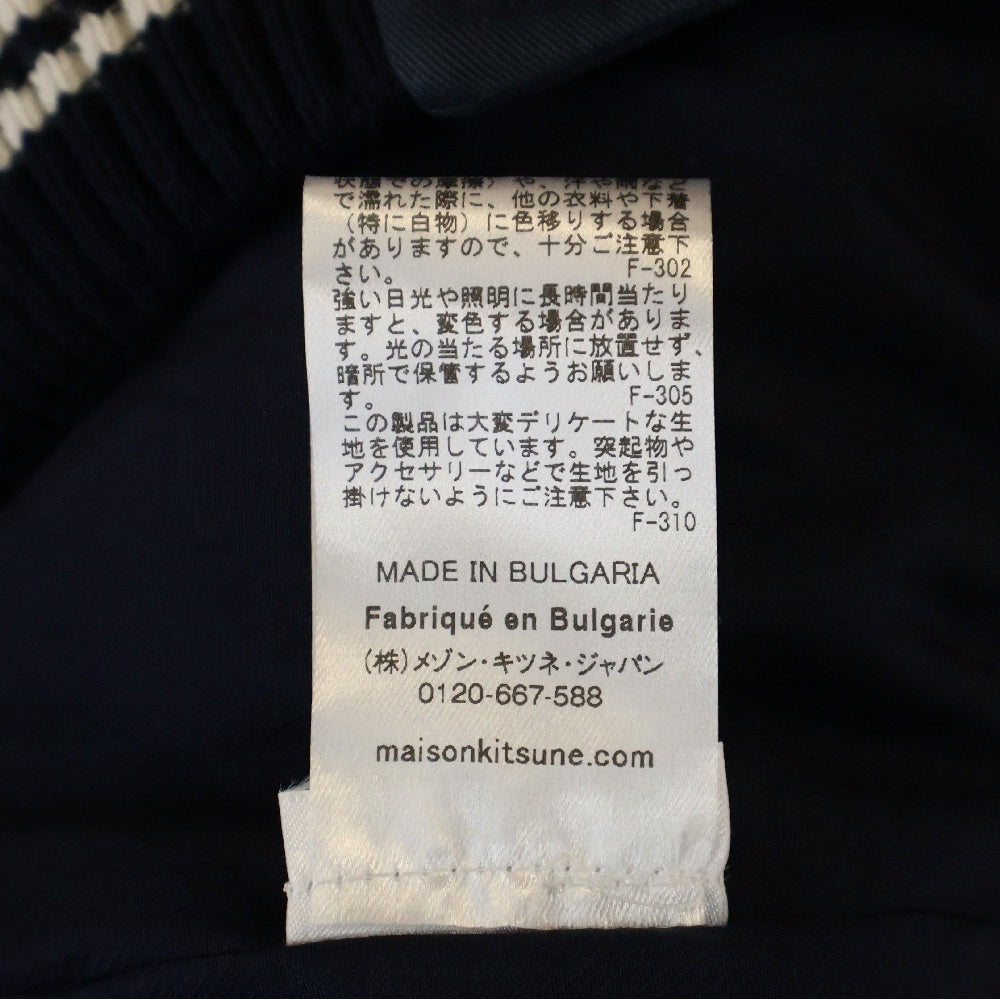 で濡れた際に、他の衣料や下着
(特に白物)に色移りする場合
がありますので、十分ご注意下
さい。 F-302
強い日光や照明に長時間当たり
ますと、変色する場合がありま
す。光の当たる場所に放置せず、
暗所で保管するようお願いしま
す。 F-305
この製品は大変デリケートな生
地を使用しています。突起物や
アクセサリーなどで生地を引っ
掛けないようにご注意下さい。
F-310
MADE IN BULGARIA
Fabriqué en Bulgarie
(株)メゾン・キツネ・ジャパン
0120-667-588
maisonkitsune.com